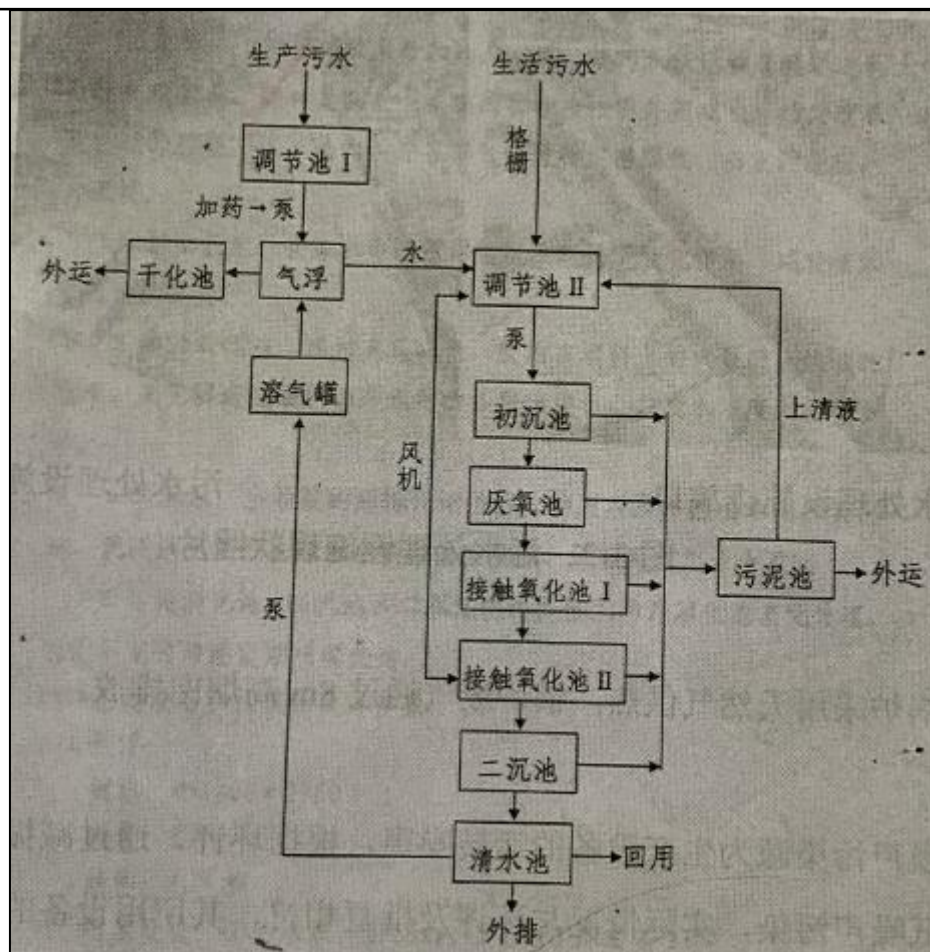 生产污水
生活污水
格栅
调节池 I
加药→泵
水
外运
干化池
气浮
调节池 II
泵
溶气罐
初沉池
上清液
风机
厌氧池
泵
接触氧化池 I
污泥池
外运
接触氧化池 II
二沉池
清水池
回用
外排